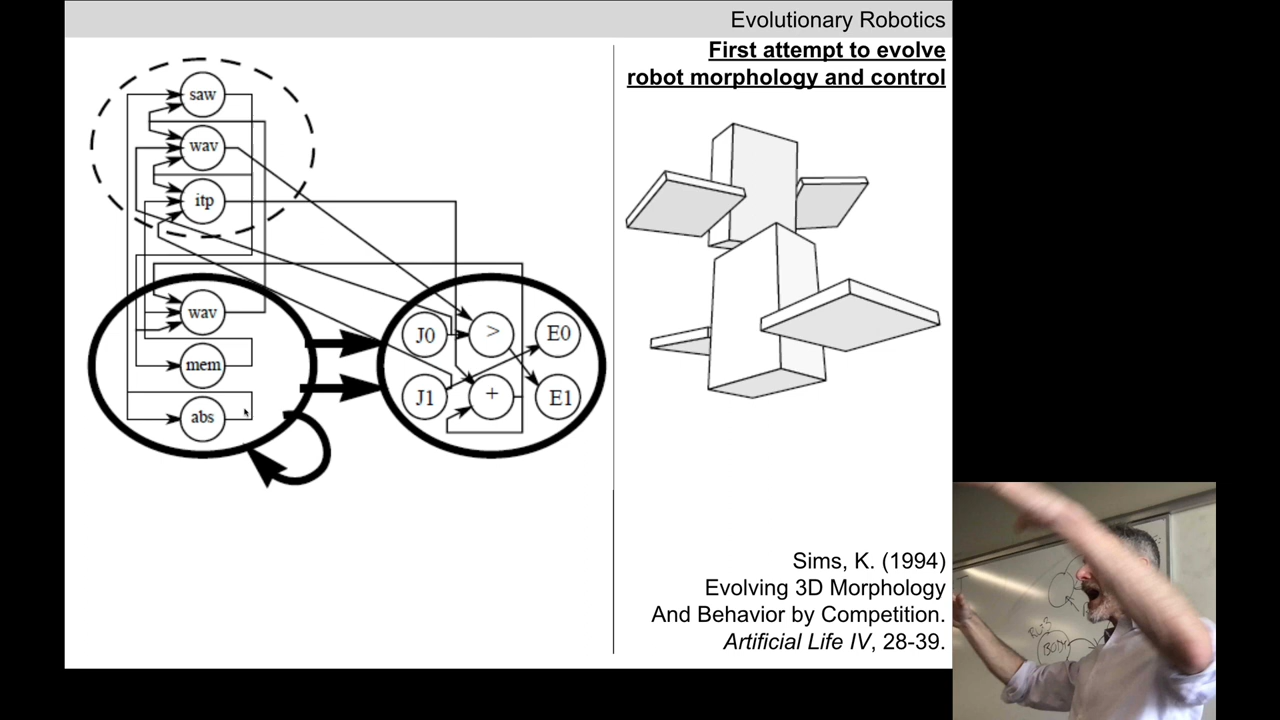 Evolutionary Robotics
First attempt to evolve
robot morphology and control
saw
wav
itp
wav
mem
abs
J0
>
E0
J1
+
E1
Sims, K. (1994)
Evolving 3D Morphology
And Behavior by Competition.
Artificial Life IV, 28-39.
BODY